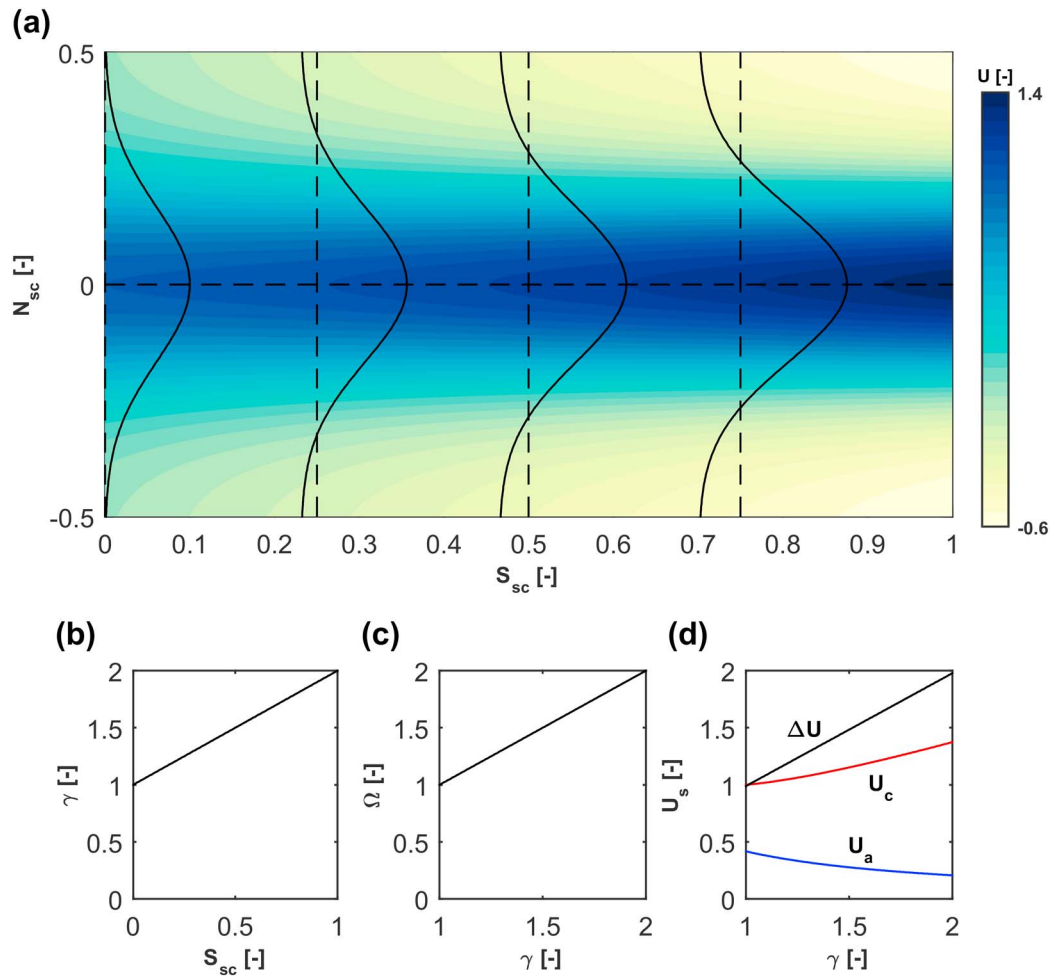 (a)
U [-]
1.4
-0.6
0.5
0
-0.5
N_sc [-]
0 0.1 0.2 0.3 0.4 0.5 0.6 0.7 0.8 0.9 1
S_sc [-]
(b)
2
1.5
1
0.5
0
γ [-]
0 0.5 1
S_sc [-]
(c)
2
1.5
1
0.5
0
Ω [-]
1 1.5 2
γ [-]
(d)
2
1.5
1
0.5
0
U_s [-]
ΔU
U_c
U_a
1 1.5 2
γ [-]